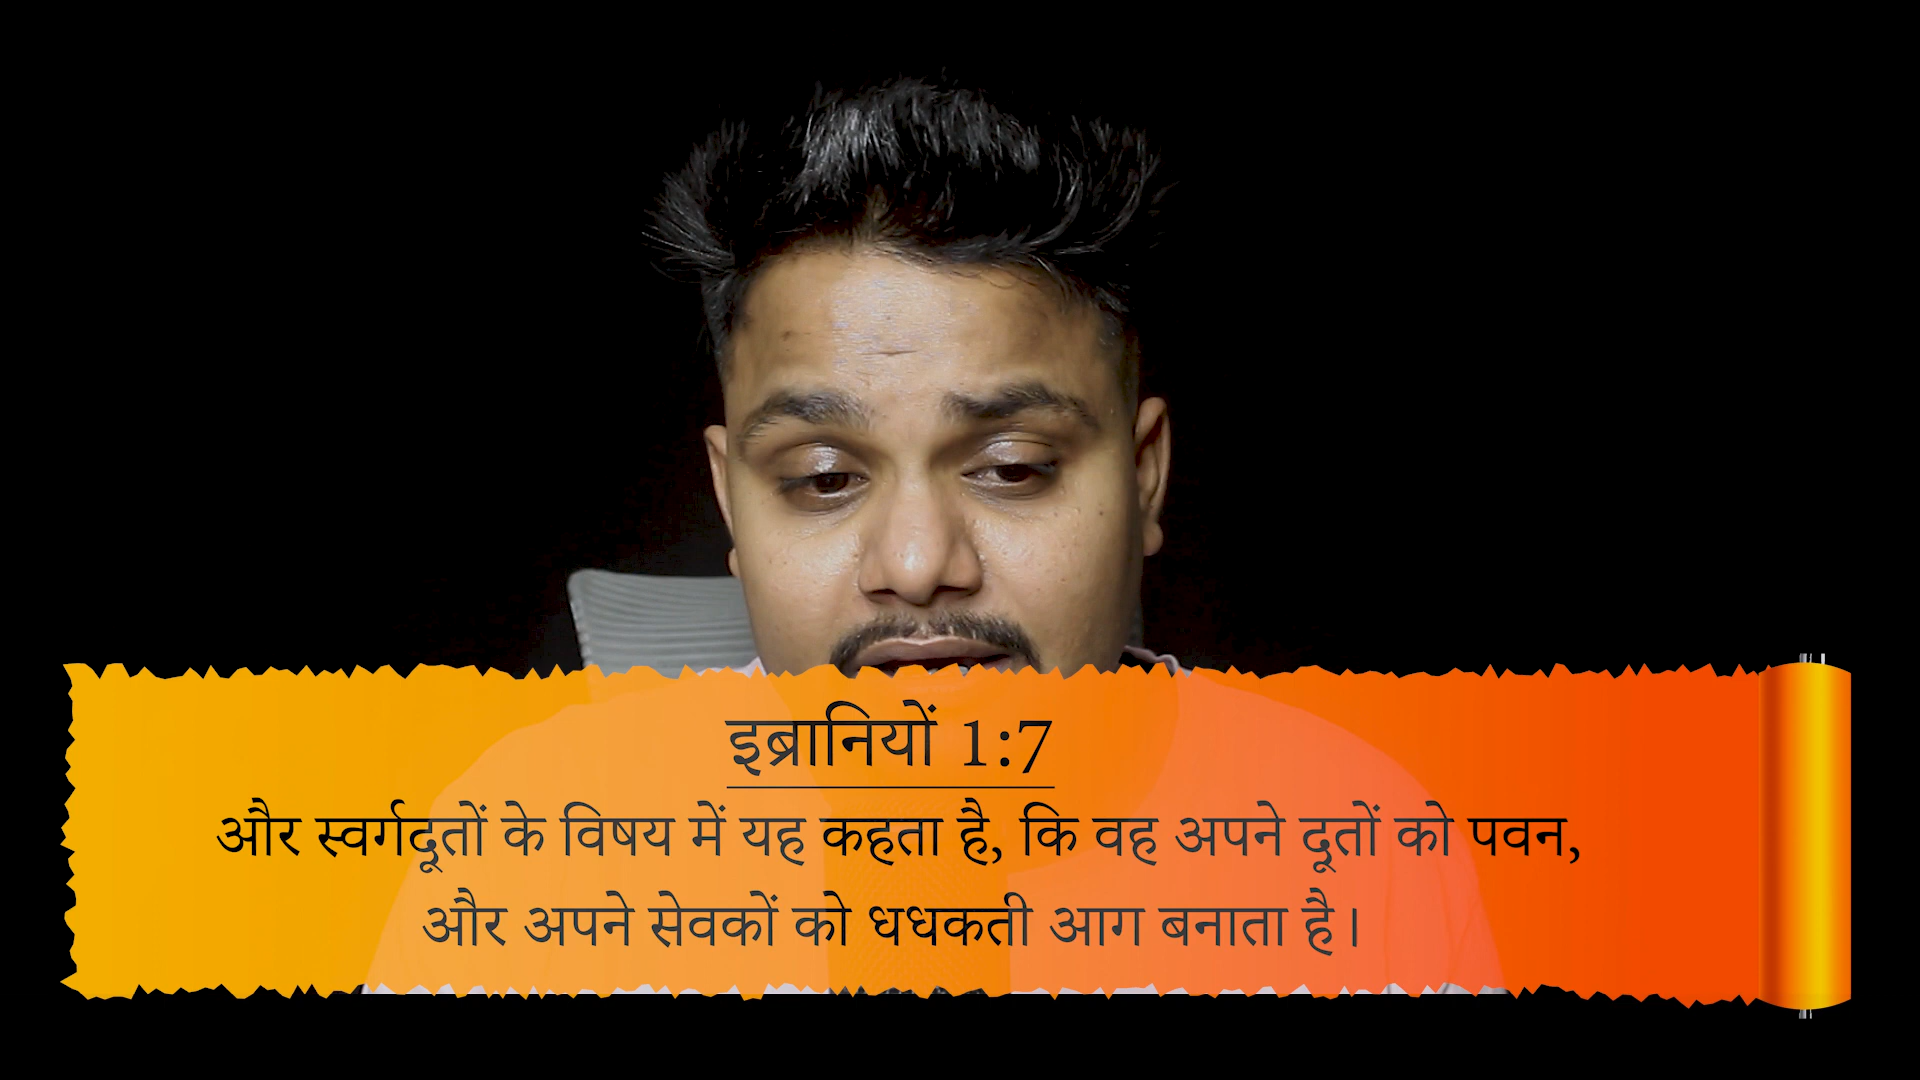 इब्रानियों 1:7
और स्वर्गदूतों के विषय में यह कहता है, कि वह अपने दूतों को पवन,
और अपने सेवकों को धधकती आग बनाता है।